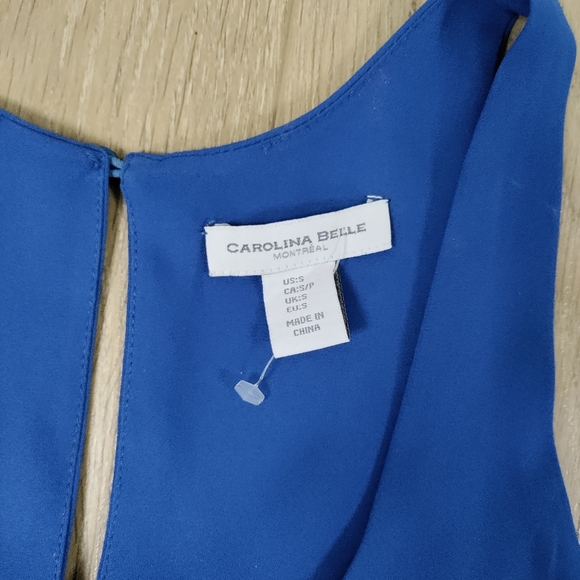 CAROLINA BELLE
MONTRÉAL
US:S
CA:S/P
UK:S
EU:S
MADE IN
CHINA